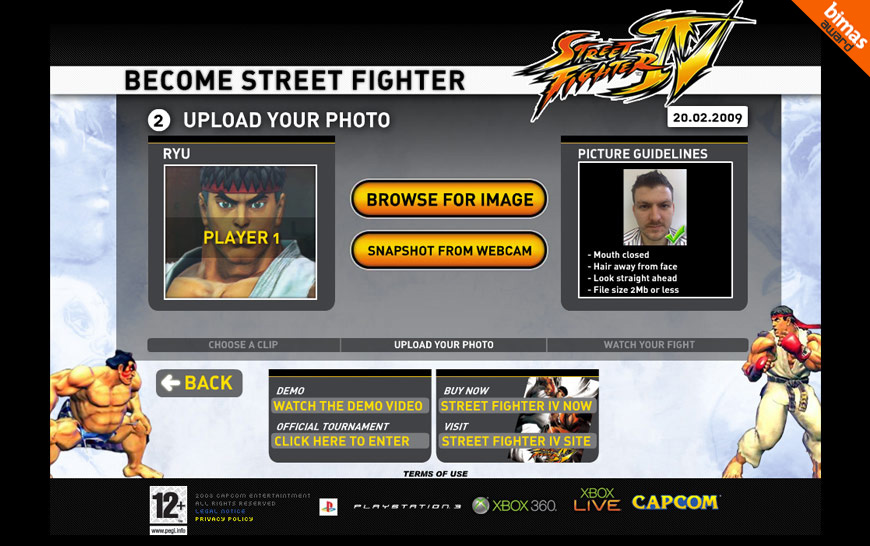 bimas
award
STREET
FIGHTER IV
BECOME STREET FIGHTER
20.02.2009
2 UPLOAD YOUR PHOTO
RYU
PLAYER 1
BROWSE FOR IMAGE
SNAPSHOT FROM WEBCAM
PICTURE GUIDELINES
- Mouth closed
- Hair away from face
- Look straight ahead
- File size 2Mb or less
CHOOSE A CLIP
UPLOAD YOUR PHOTO
WATCH YOUR FIGHT
BACK
DEMO
WATCH THE DEMO VIDEO
OFFICIAL TOURNAMENT
CLICK HERE TO ENTER
BUY NOW
STREET FIGHTER IV NOW
VISIT
STREET FIGHTER IV SITE
TERMS OF USE
12+
www.pegi.info
2008 CAPCOM ENTERTAINMENT
ALL RIGHTS RESERVED
LEGAL NOTICE
PRIVACY POLICY
PLAYSTATION 3
XBOX 360
XBOX
LIVE
CAPCOM